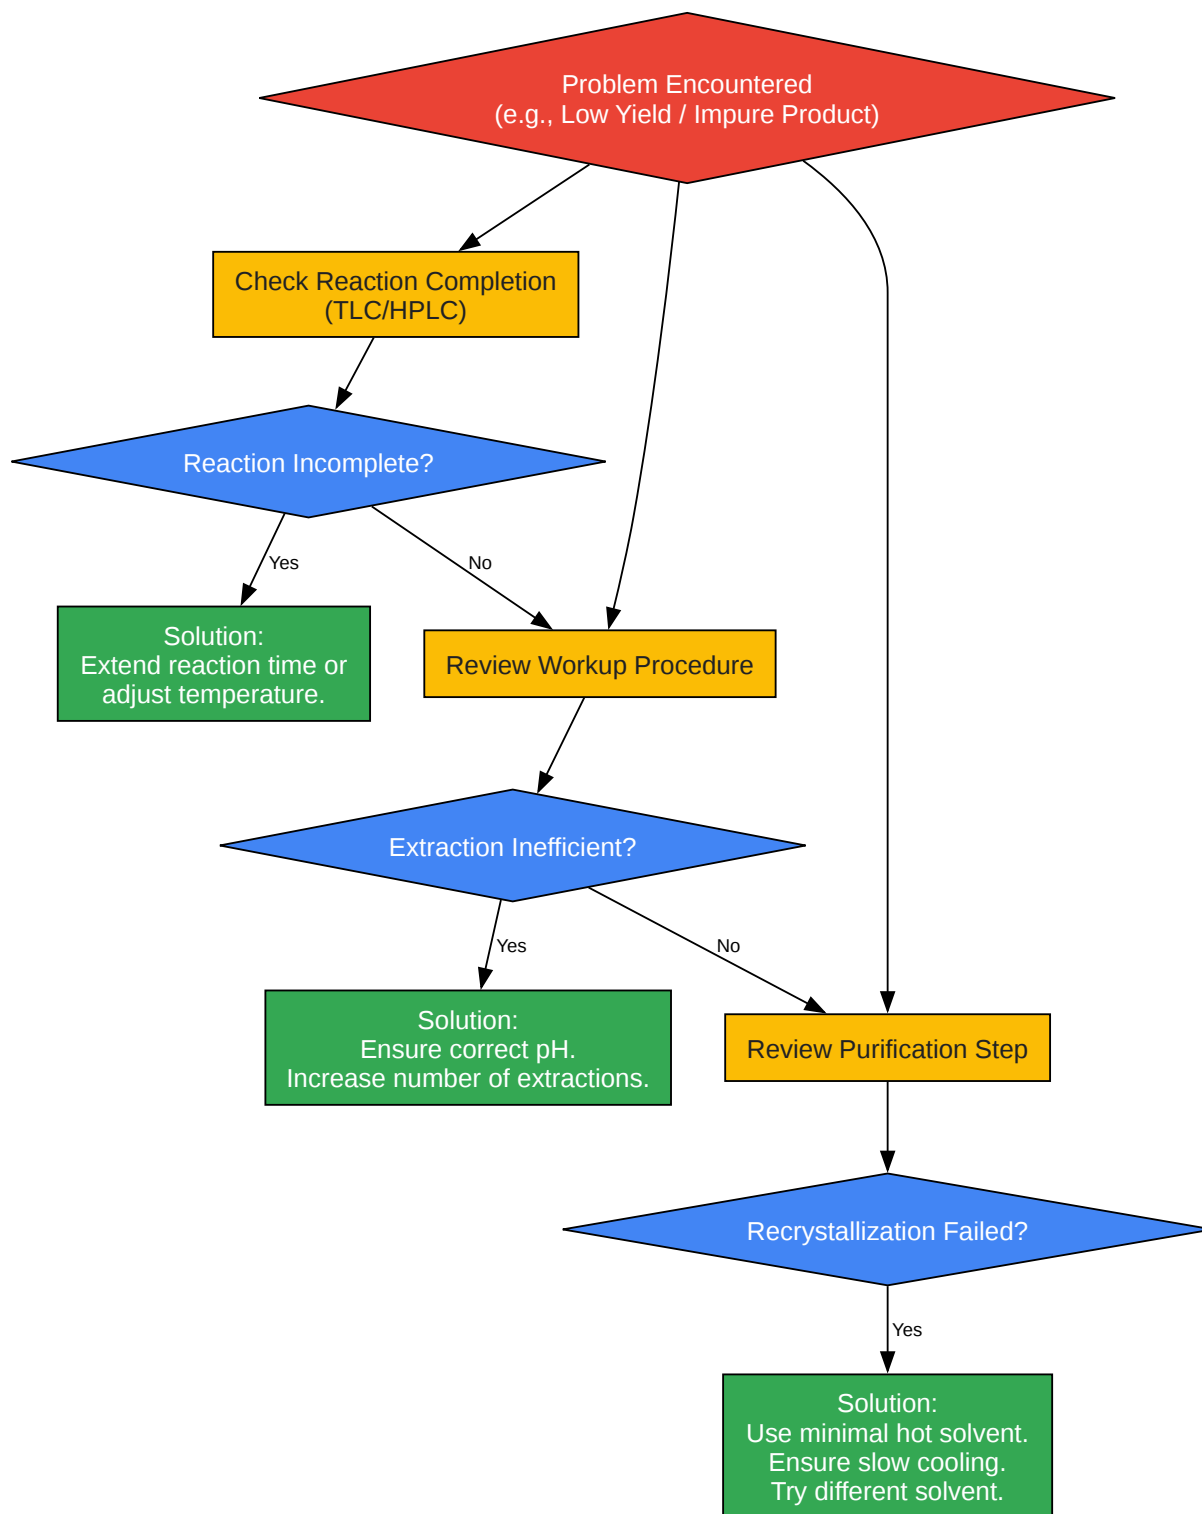 Problem Encountered
(e.g., Low Yield / Impure Product)
Check Reaction Completion
(TLC/HPLC)
Reaction Incomplete?
Yes
No
Solution:
Extend reaction time or
adjust temperature.
Review Workup Procedure
Extraction Inefficient?
Yes
No
Solution:
Ensure correct pH.
Increase number of extractions.
Review Purification Step
Recrystallization Failed?
Yes
Solution:
Use minimal hot solvent.
Ensure slow cooling.
Try different solvent.